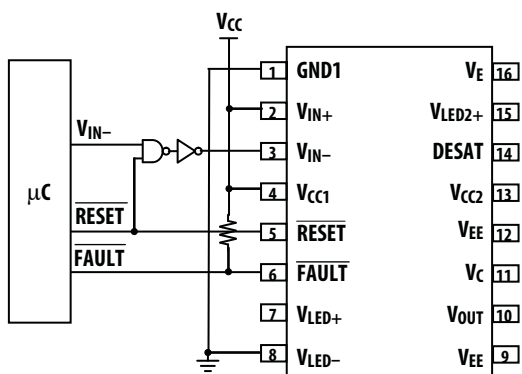 VCC
μC
VIN–
RESET
FAULT
1 GND1
2 VIN+
3 VIN–
4 VCC1
5 RESET
6 FAULT
7 VLED+
8 VLED–
VE 16
VLED2+ 15
DESAT 14
VCC2 13
VEE 12
VC 11
VOUT 10
VEE 9